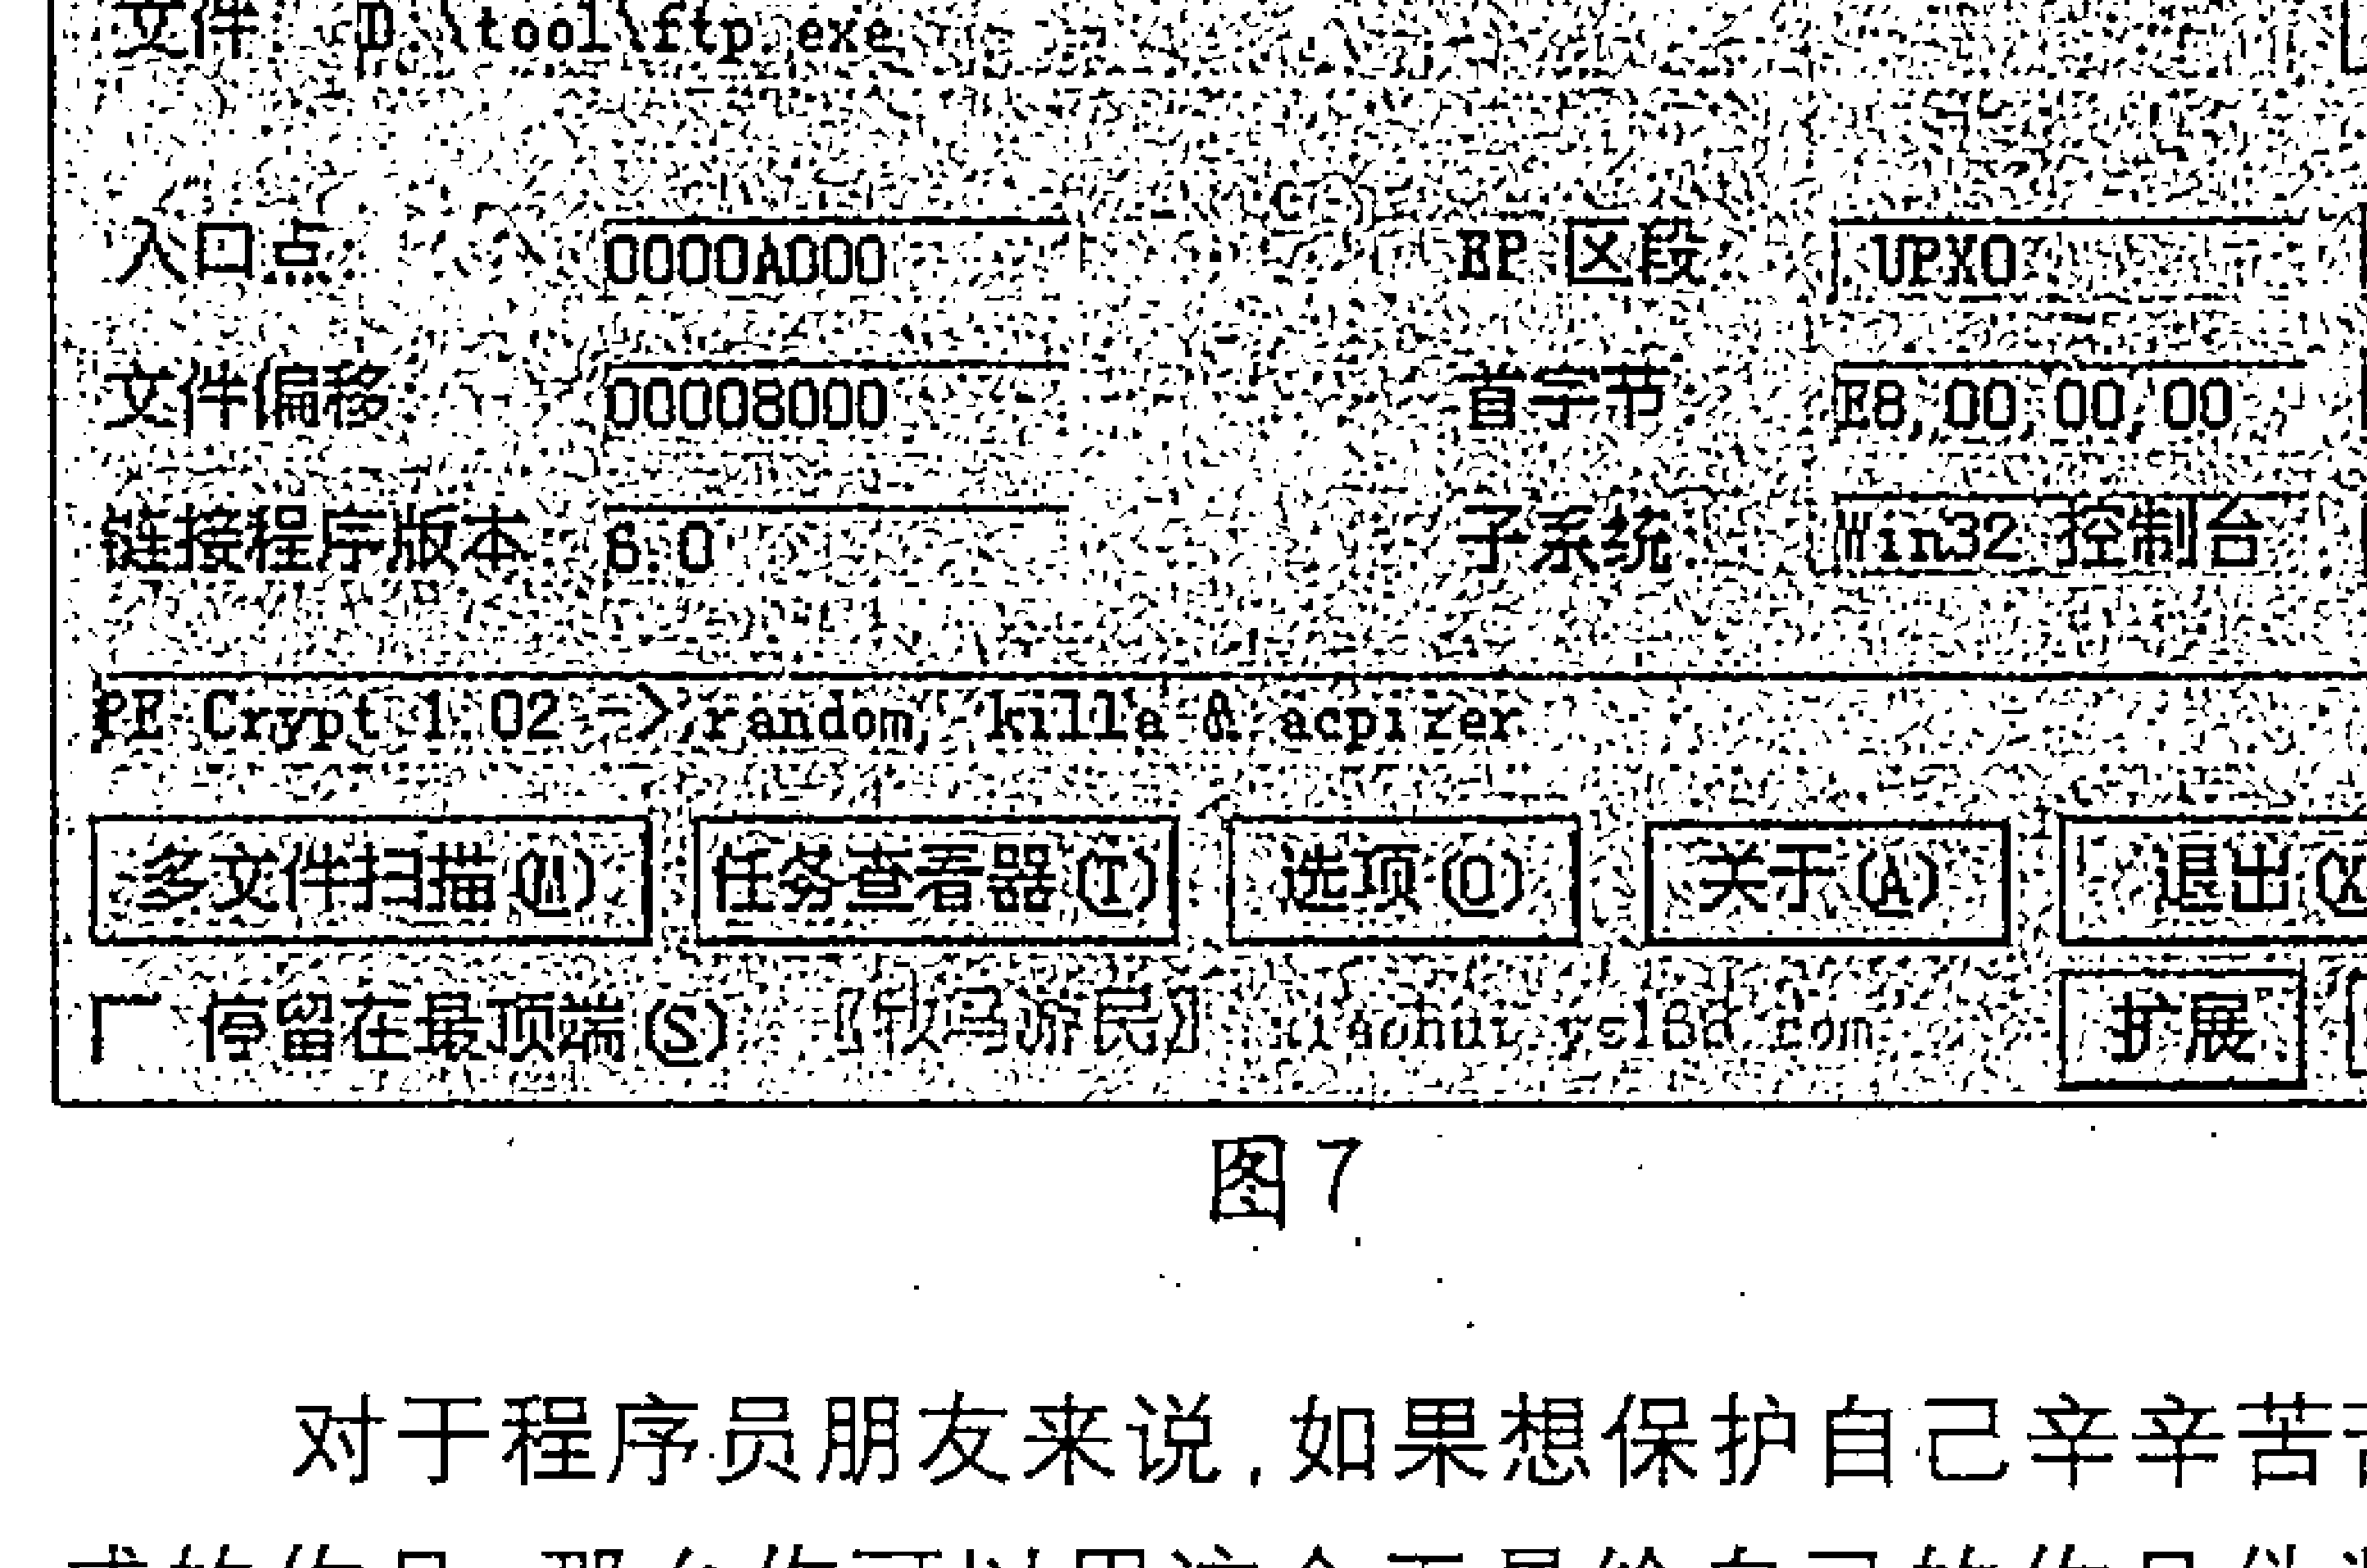 文件 D:\tool\ftp.exe
入口点 0000A000 EP 区段 UPX0
文件偏移 00008000 首字节 E8,00,00,00
链接程序版本 6.0 子系统 Win32 控制台
PE Crypt 1.02 -> random, killa & acpizer
多文件扫描(M) 任务查看器(T) 选项(O) 关于(A) 退出(X
停留在最顶端(S) 游民』 扩展
图7
对于程序员朋友来说,如果想保护自己辛辛苦